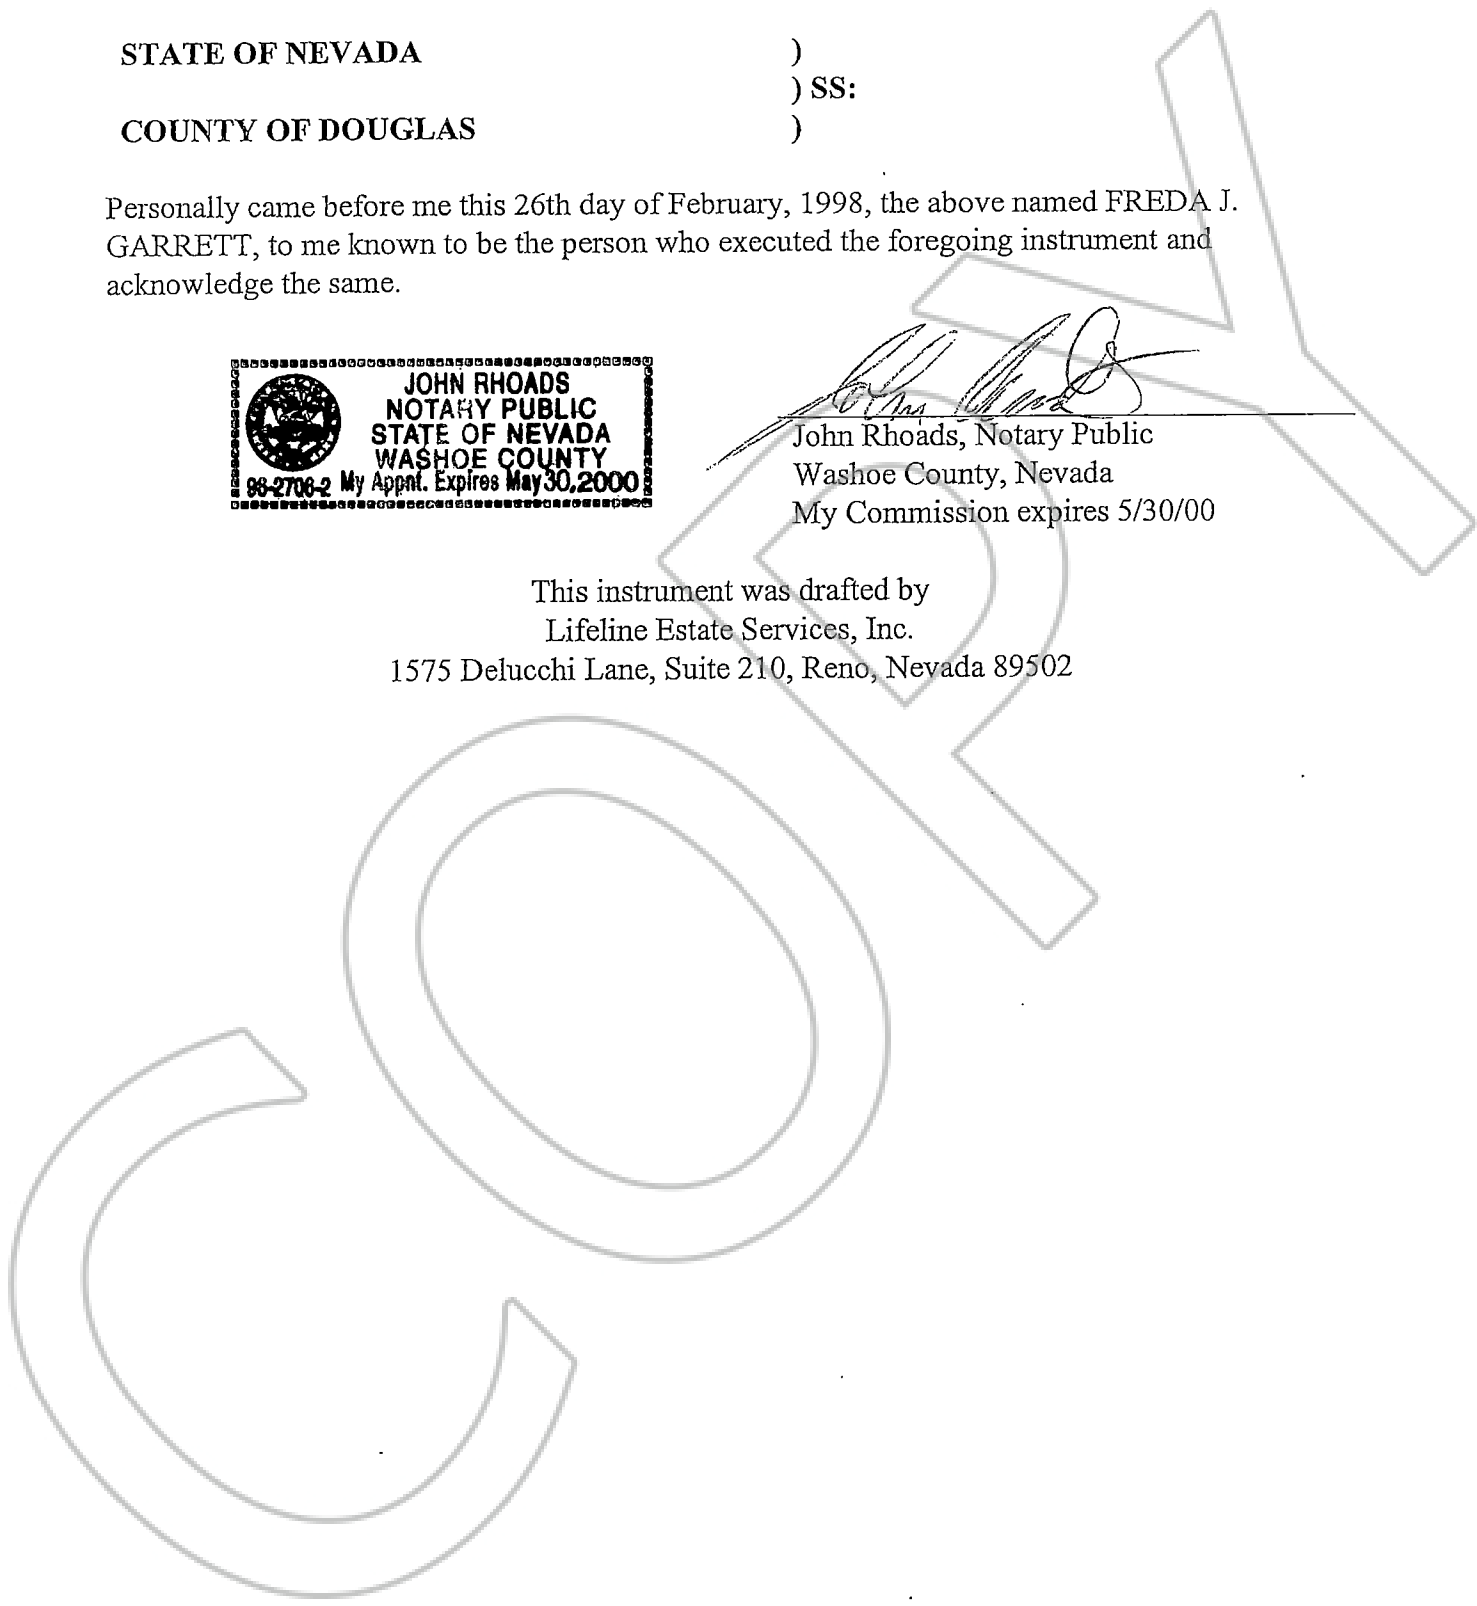 STATE OF NEVADA )
) SS:
COUNTY OF DOUGLAS )
Personally came before me this 26th day of February, 1998, the above named FREDA J.
GARRETT, to me known to be the person who executed the foregoing instrument and
acknowledge the same.
JOHN RHOADS
NOTARY PUBLIC
STATE OF NEVADA
WASHOE COUNTY
96-2706-2 My Appnt. Expires May 30, 2000
John Rhoads, Notary Public
Washoe County, Nevada
My Commission expires 5/30/00
This instrument was drafted by
Lifeline Estate Services, Inc.
1575 Delucchi Lane, Suite 210, Reno, Nevada 89502
COPY